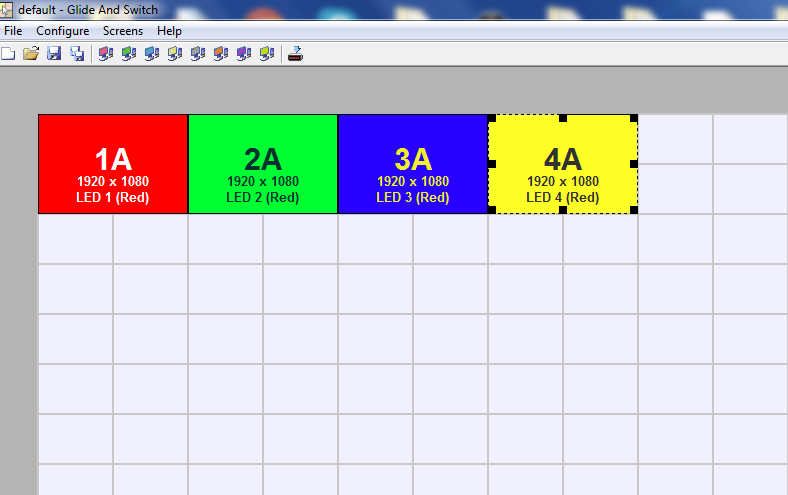 default - Glide And Switch
File Configure Screens Help
1A
1920 x 1080
LED 1 (Red)
2A
1920 x 1080
LED 2 (Red)
3A
1920 x 1080
LED 3 (Red)
4A
1920 x 1080
LED 4 (Red)